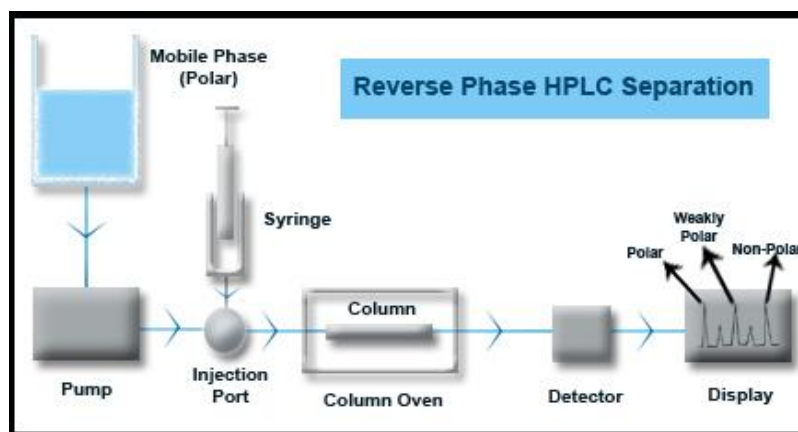 Mobile Phase
(Polar)
Reverse Phase HPLC Separation
Syringe
Weakly
Polar
Polar
Non-Polar
Column
Pump
Injection
Port
Column Oven
Detector
Display